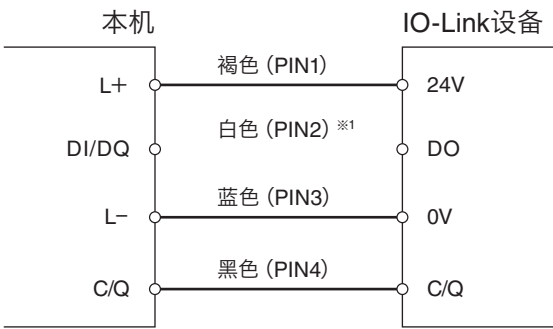 本机 IO-Link设备
L+ 褐色（PIN1） 24V
DI/DQ 白色（PIN2）※1 DO
L− 蓝色（PIN3） 0V
C/Q 黑色（PIN4） C/Q